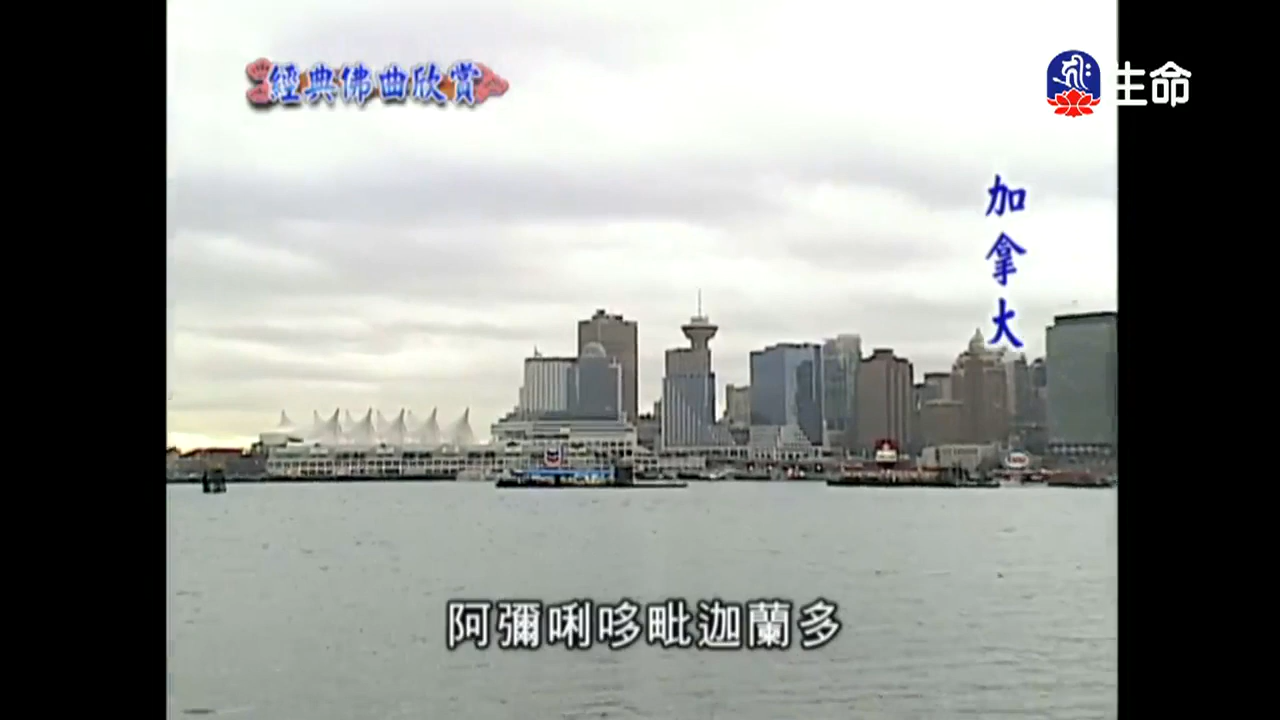 經典佛曲欣賞
生命
加拿大
阿彌唎哆毗迦蘭多